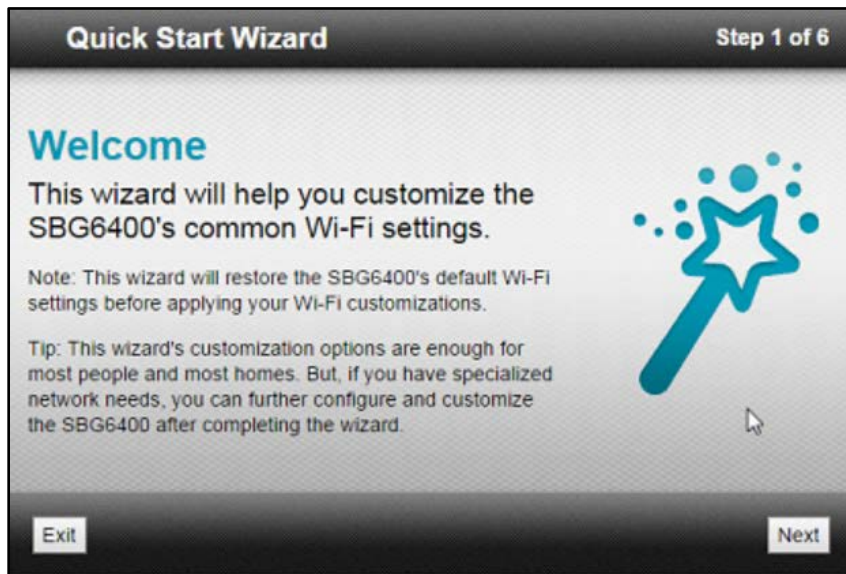 Quick Start Wizard
Step 1 of 6
Welcome
This wizard will help you customize the
SBG6400's common Wi-Fi settings.
Note: This wizard will restore the SBG6400's default Wi-Fi
settings before applying your Wi-Fi customizations.
Tip: This wizard's customization options are enough for
most people and most homes. But, if you have specialized
network needs, you can further configure and customize
the SBG6400 after completing the wizard.
Exit
Next